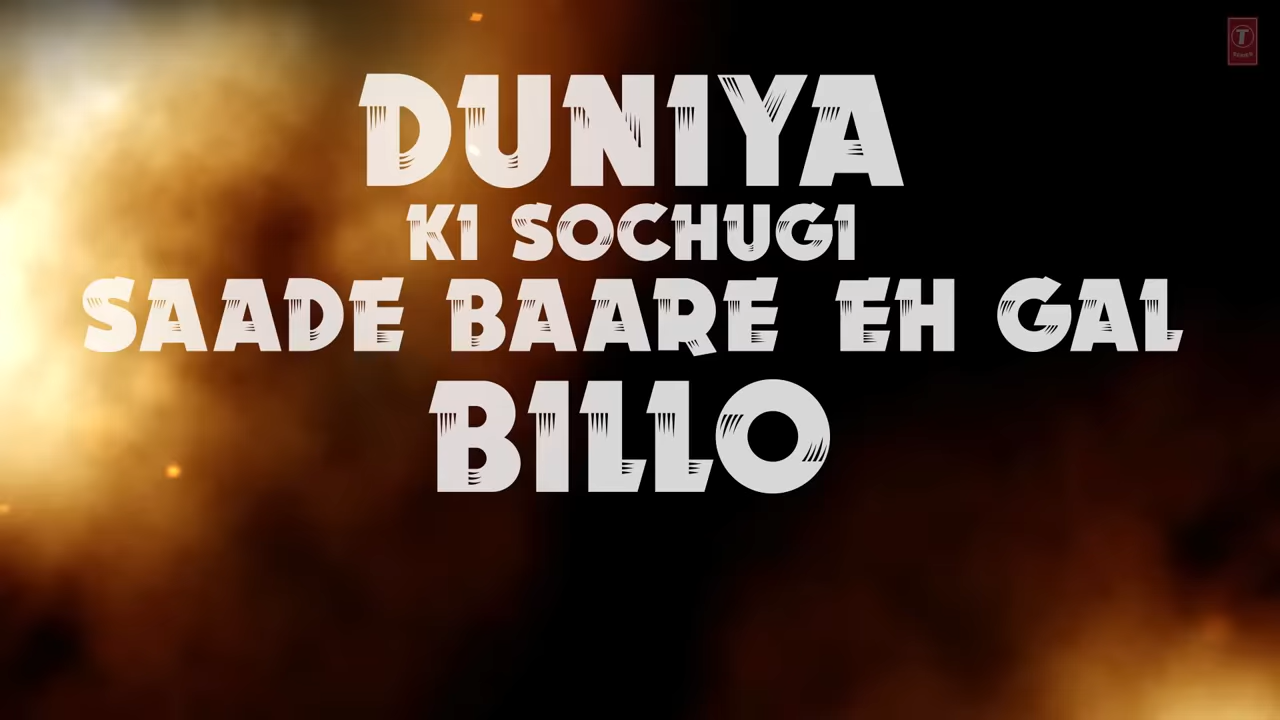 DUNIYA
KI SOCHUGI
SAADE BAARE EH GAL
BILLO
T